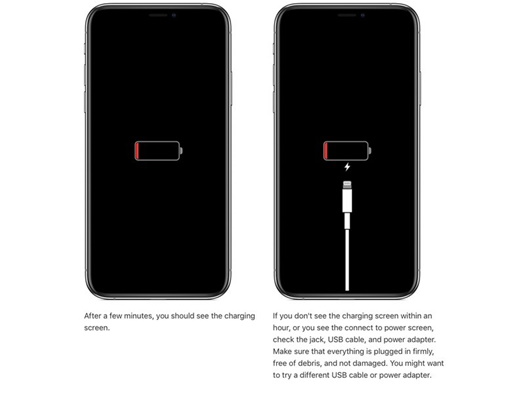 After a few minutes, you should see the charging
screen.
If you don't see the charging screen within an
hour, or you see the connect to power screen,
check the jack, USB cable, and power adapter.
Make sure that everything is plugged in firmly,
free of debris, and not damaged. You might want
to try a different USB cable or power adapter.